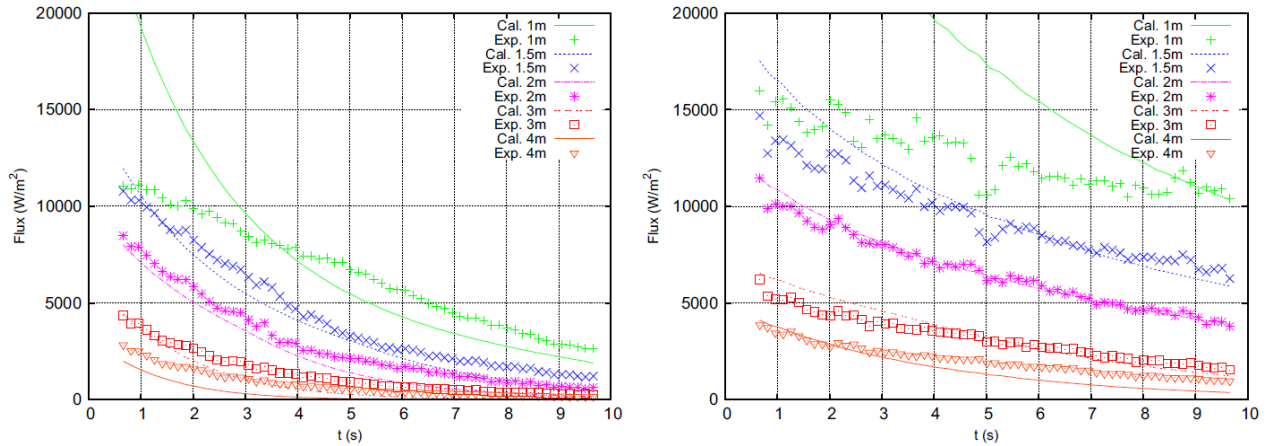 20000
15000
10000
5000
0
Flux (W/m²)
0 1 2 3 4 5 6 7 8 9 10
t (s)
Cal. 1m
Exp. 1m
Cal. 1.5m
Exp. 1.5m
Cal. 2m
Exp. 2m
Cal. 3m
Exp. 3m
Cal. 4m
Exp. 4m
20000
15000
10000
5000
0
Flux (W/m²)
0 1 2 3 4 5 6 7 8 9 10
t (s)
Cal. 1m
Exp. 1m
Cal. 1.5m
Exp. 1.5m
Cal. 2m
Exp. 2m
Cal. 3m
Exp. 3m
Cal. 4m
Exp. 4m